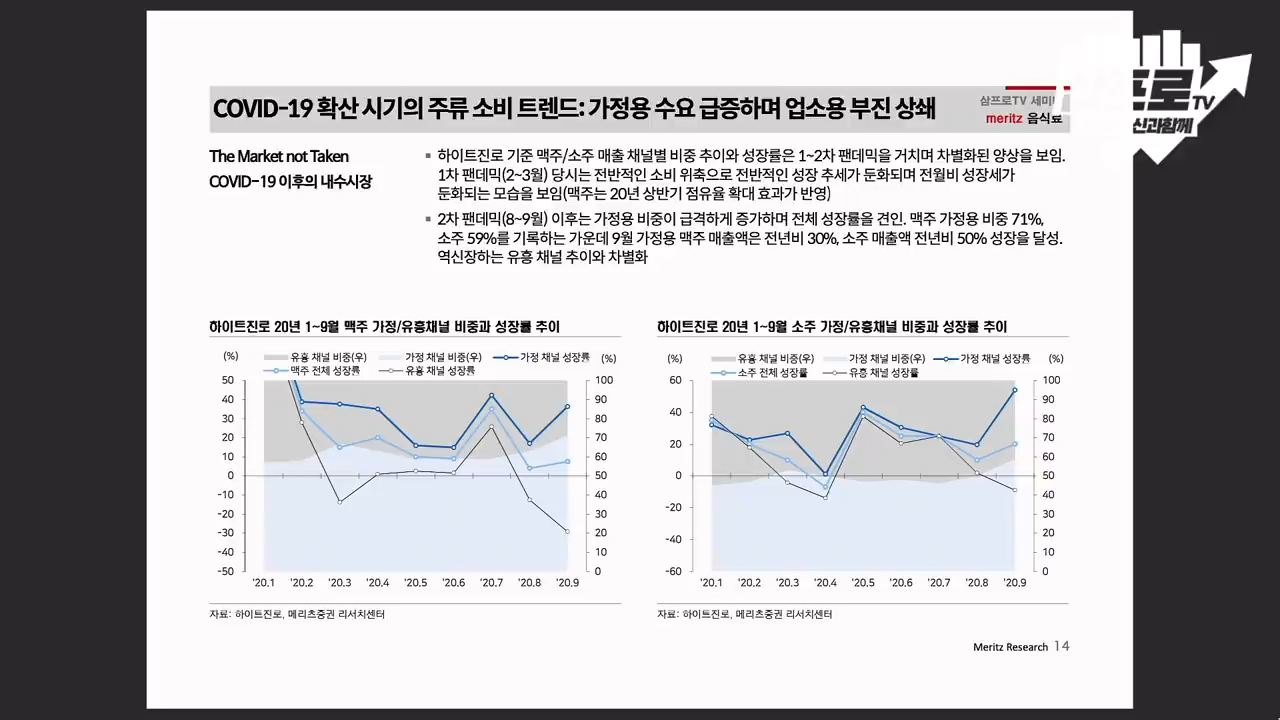 COVID-19 확산 시기의 주류 소비 트렌드: 가정용 수요 급증하며 업소용 부진 상쇄
삼프로TV 세미
meritz 음식료
프로TV
신과함께
The Market not Taken
COVID-19 이후의 내수시장
▪ 하이트진로 기준 맥주/소주 매출 채널별 비중 추이와 성장률은 1~2차 팬데믹을 거치며 차별화된 양상을 보임.
1차 팬데믹(2~3월) 당시는 전반적인 소비 위축으로 전반적인 성장 추세가 둔화되며 전월비 성장세가
둔화되는 모습을 보임(맥주는 20년 상반기 점유율 확대 효과가 반영)
▪ 2차 팬데믹(8~9월) 이후는 가정용 비중이 급격하게 증가하며 전체 성장률을 견인. 맥주 가정용 비중 71%,
소주 59%를 기록하는 가운데 9월 가정용 맥주 매출액은 전년비 30%, 소주 매출액 전년비 50% 성장을 달성.
역신장하는 유흥 채널 추이와 차별화
하이트진로 20년 1~9월 맥주 가정/유흥채널 비중과 성장률 추이
(%)
유흥 채널 비중(우) 가정 채널 비중(우) 가정 채널 성장률
(%)
맥주 전체 성장률 유흥 채널 성장률
50
40
30
20
10
0
-10
-20
-30
-40
-50
100
90
80
70
60
50
40
30
20
10
0
'20.1 '20.2 '20.3 '20.4 '20.5 '20.6 '20.7 '20.8 '20.9
자료: 하이트진로, 메리츠증권 리서치센터
하이트진로 20년 1~9월 소주 가정/유흥채널 비중과 성장률 추이
(%)
유흥 채널 비중(우) 가정 채널 비중(우) 가정 채널 성장률
(%)
소주 전체 성장률 유흥 채널 성장률
60
40
20
0
-20
-40
-60
100
90
80
70
60
50
40
30
20
10
0
'20.1 '20.2 '20.3 '20.4 '20.5 '20.6 '20.7 '20.8 '20.9
자료: 하이트진로, 메리츠증권 리서치센터
Meritz Research 14